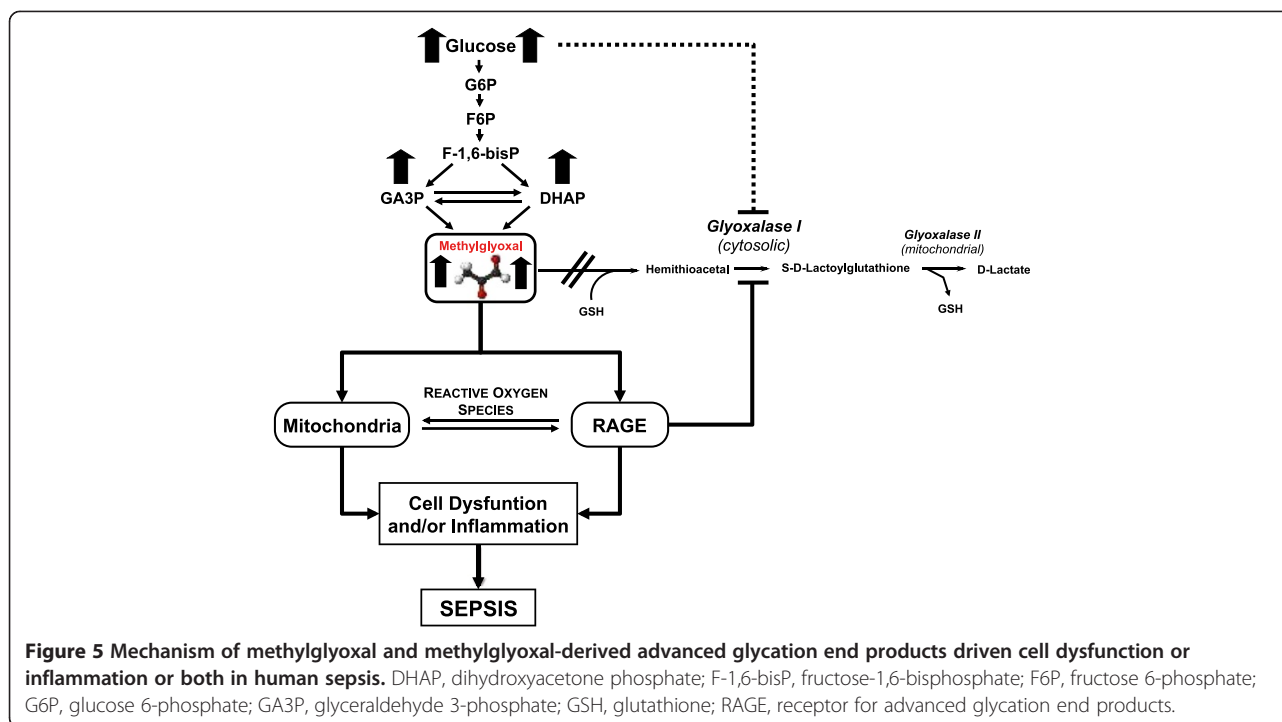 Glucose
G6P
F6P
F-1,6-bisP
GA3P
DHAP
Methylglyoxal
GSH
Hemithioacetal
Glyoxalase I
(cytosolic)
S-D-Lactoylglutathione
Glyoxalase II
(mitochondrial)
D-Lactate
GSH
REACTIVE OXYGEN
SPECIES
Mitochondria
RAGE
Cell Dysfuntion
and/or Inflammation
SEPSIS
Figure 5 Mechanism of methylglyoxal and methylglyoxal-derived advanced glycation end products driven cell dysfunction or
inflammation or both in human sepsis. DHAP, dihydroxyacetone phosphate; F-1,6-bisP, fructose-1,6-bisphosphate; F6P, fructose 6-phosphate;
G6P, glucose 6-phosphate; GA3P, glyceraldehyde 3-phosphate; GSH, glutathione; RAGE, receptor for advanced glycation end products.